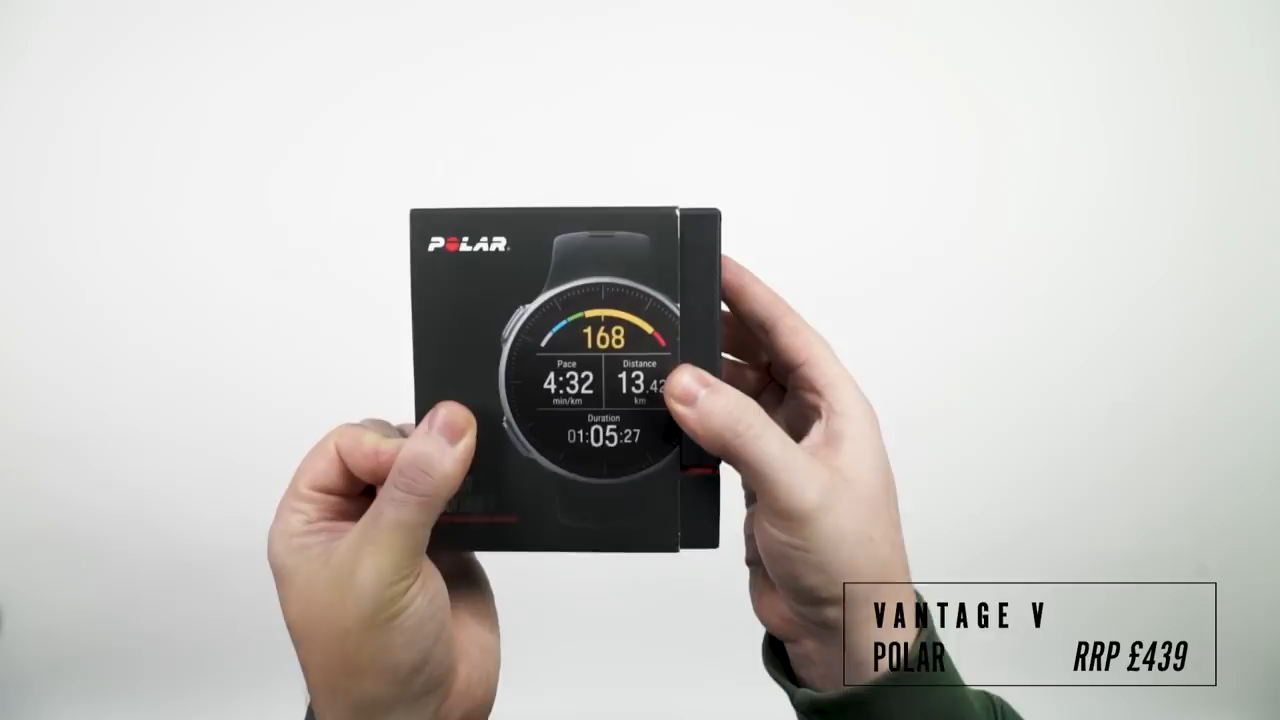 POLAR
168
Pace
Distance
4:32
13.42
min/km
km
Duration
01:05:27
VANTAGE V
POLAR
RRP £439